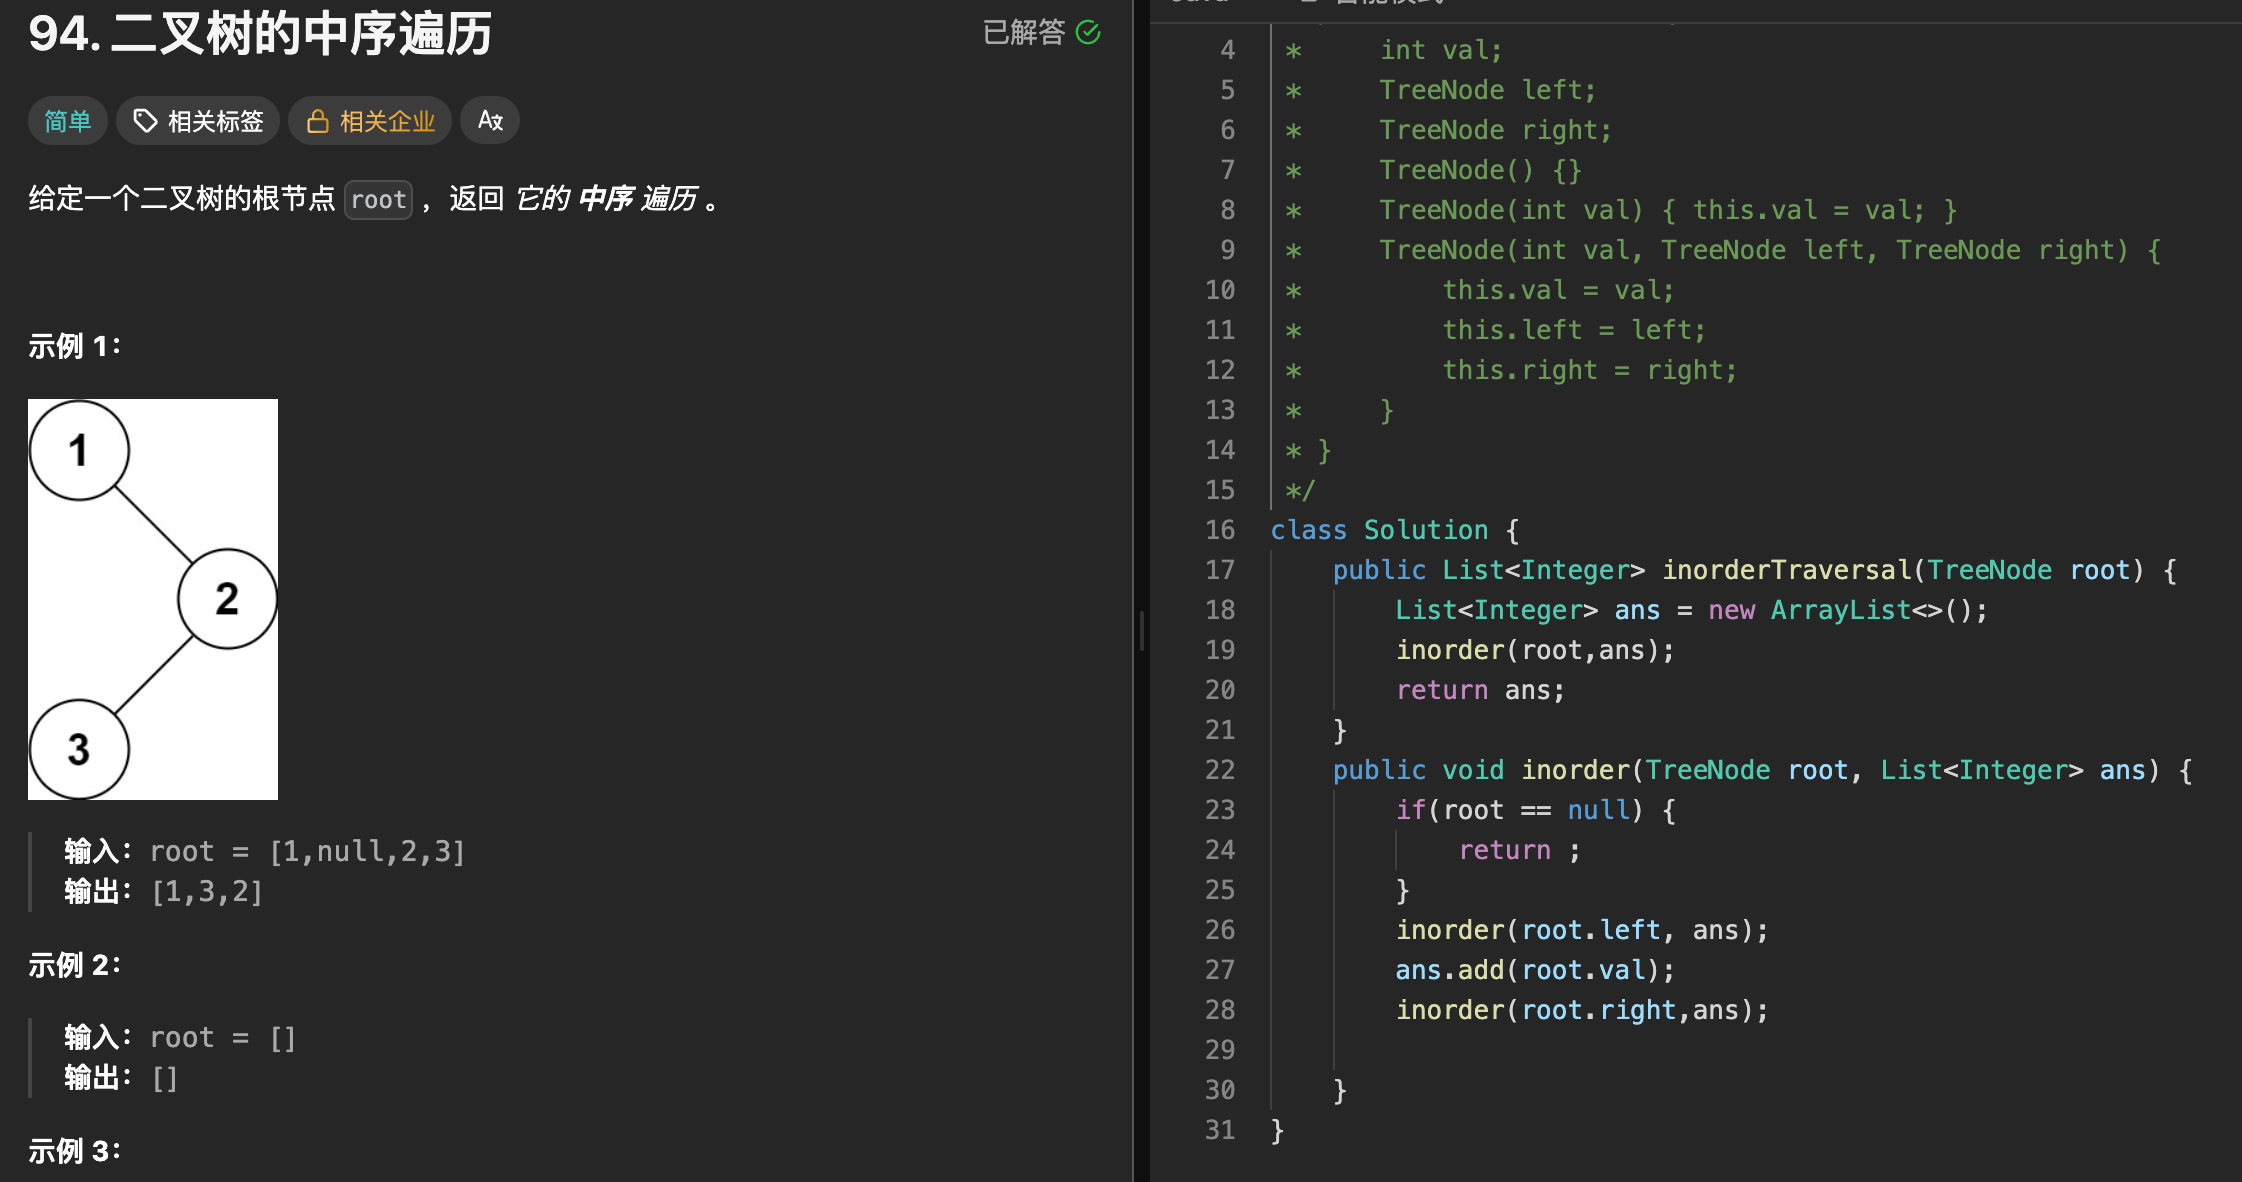 94. 二叉树的中序遍历
已解答
简单 相关标签 相关企业
给定一个二叉树的根节点 root ，返回 它的 中序 遍历 。
示例 1：
1
2
3
输入：root = [1,null,2,3]
输出：[1,3,2]
示例 2：
输入：root = []
输出：[]
示例 3：
4 *     int val;
5 *     TreeNode left;
6 *     TreeNode right;
7 *     TreeNode() {}
8 *     TreeNode(int val) { this.val = val; }
9 *     TreeNode(int val, TreeNode left, TreeNode right) {
10 *         this.val = val;
11 *         this.left = left;
12 *         this.right = right;
13 *     }
14 * }
15 */
16 class Solution {
17     public List<Integer> inorderTraversal(TreeNode root) {
18         List<Integer> ans = new ArrayList<>();
19         inorder(root,ans);
20         return ans;
21     }
22     public void inorder(TreeNode root, List<Integer> ans) {
23         if(root == null) {
24             return ;
25         }
26         inorder(root.left, ans);
27         ans.add(root.val);
28         inorder(root.right,ans);
29
30     }
31 }